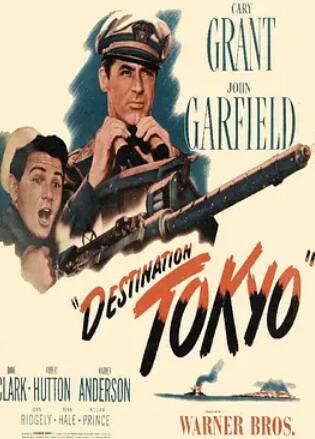 CARY
GRANT
JOHN
GARFIELD
"DESTINATION
TOKYO"
CLARK · HUTTON ANDERSON
RIDGELY · HALE · PRINCE
WARNER BROS.